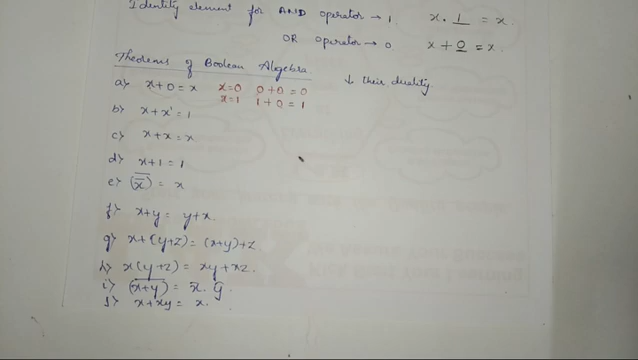 Identity element for AND operator → 1. x . 1 = x.
OR operator → 0 x + 0 = x.
Theorems of Boolean Algebra. ↓ their duality.
a) x+0 = x x=0 0+0=0
x=1 1+0=1
b) x+x' = 1
c) x+x = x.
d) x+1 = 1
e) (x̅̅) = x
f) x+y = y+x.
g) x+(y+z) = (x+y)+z
h) x(y+z) = xy+xz.
i) (x+y)̅ = x̅. y̅.
j) x+xy = x.